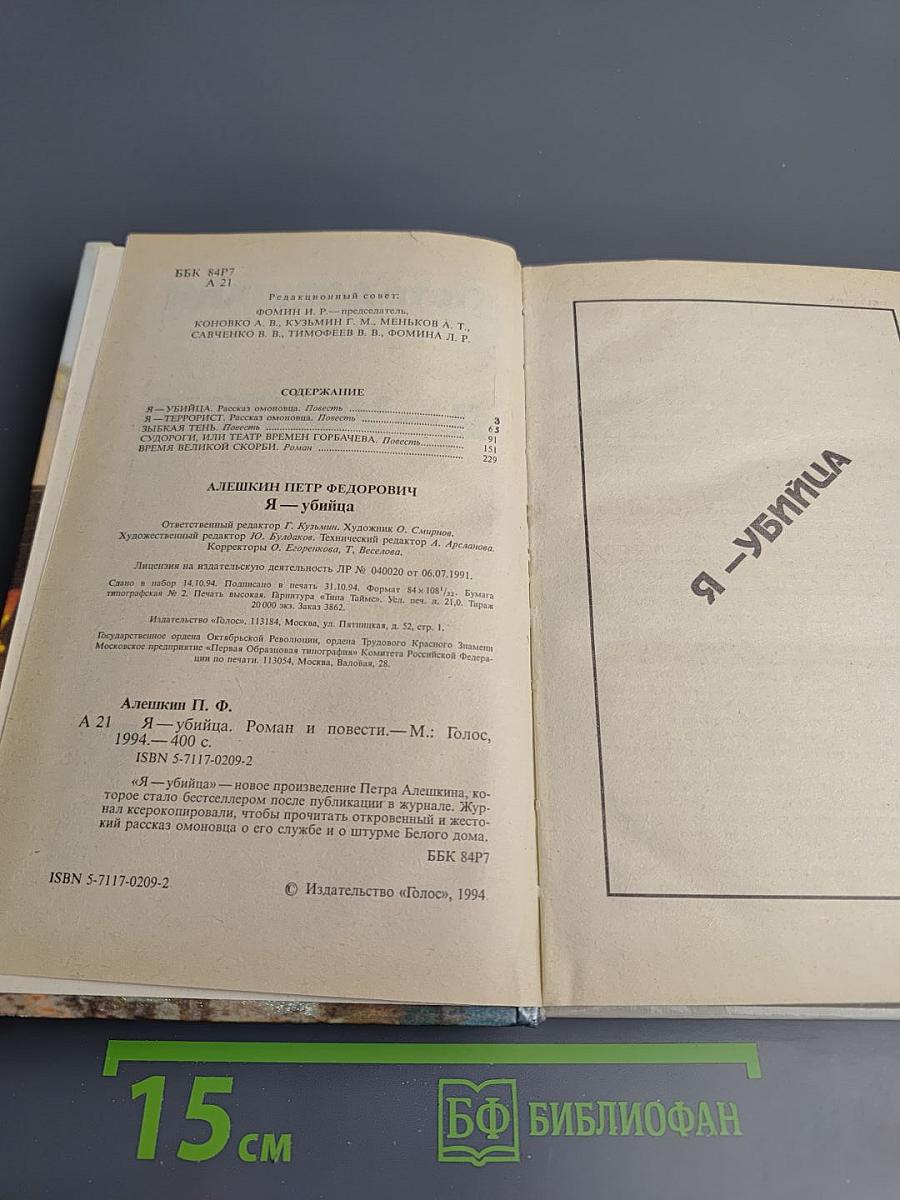 ББК 84Р7
А 21
Редакционный совет:
ФОМИН И. Р.— председатель,
КОНОВКО А. В., КУЗЬМИН Г. М., МЕНЬКОВ А. Т.,
САВЧЕНКО В. В., ТИМОФЕЕВ В. В., ФОМИНА Л. Р.
СОДЕРЖАНИЕ
Я — УБИЙЦА. Рассказ омоновца. Повесть ........ 3
Я — ТЕРРОРИСТ. Рассказ омоновца. Повесть ........ 63
ЗЫБКАЯ ТЕНЬ. Повесть ........ 91
СУДОРОГИ, ИЛИ ТЕАТР ВРЕМЕН ГОРБАЧЕВА. Повесть ........ 151
ВРЕМЯ ВЕЛИКОЙ СКОРБИ. Роман ........ 229
АЛЕШКИН ПЕТР ФЕДОРОВИЧ
Я — убийца
Ответственный редактор Г. Кузьмин. Художник О. Смирнов.
Художественный редактор Ю. Булдаков. Технический редактор А. Арсланова.
Корректоры О. Егоренкова, Т. Веселова.
Лицензия на издательскую деятельность ЛР № 040020 от 06.07.1991.
Сдано в набор 14.10.94. Подписано в печать 31.10.94. Формат 84×108¹/₃₂. Бумага
типографская № 2. Печать высокая. Гарнитура «Типа Таймс». Усл. печ. л. 21,0. Тираж
20 000 экз. Заказ 3862.
Издательство «Голос». 113184, Москва, ул. Пятницкая, д. 52, стр. 1.
Государственное ордена Октябрьской Революции, ордена Трудового Красного Знамени
Московское предприятие «Первая Образцовая типография» Комитета Российской Федера-
ции по печати. 113054, Москва, Валовая, 28.
Алешкин П. Ф.
А 21 Я — убийца. Роман и повести.— М.: Голос,
1994.— 400 с.
ISBN 5-7117-0209-2
«Я — убийца» — новое произведение Петра Алешкина, ко-
торое стало бестселлером после публикации в журнале. Жур-
нал ксерокопировали, чтобы прочитать откровенный и жесто-
кий рассказ омоновца о его службе и о штурме Белого дома.
ББК 84Р7
ISBN 5-7117-0209-2
© Издательство «Голос», 1994
Я — УБИЙЦА
15 см
БФ БИБЛИОФАН